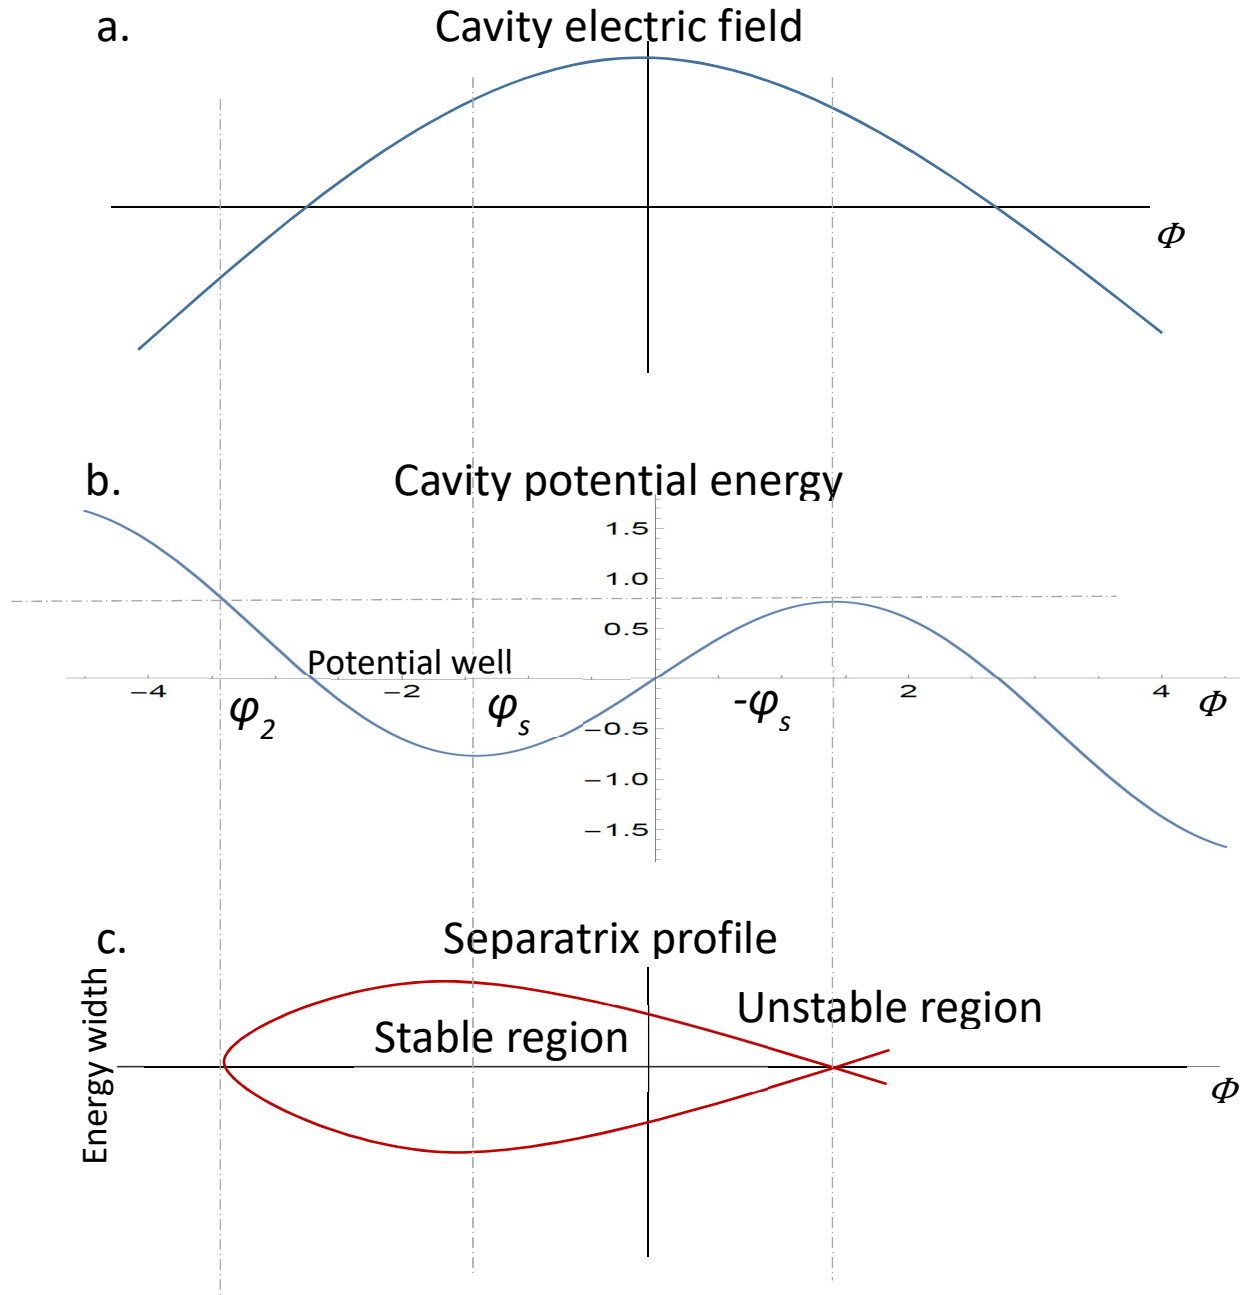 a.
Cavity electric field
Φ
b.
Cavity potential energy
1.5
1.0
0.5
Potential well
−4
−2
2
4
φ2
φs
-φs
Φ
−0.5
−1.0
−1.5
c.
Separatrix profile
Energy width
Stable region
Unstable region
Φ